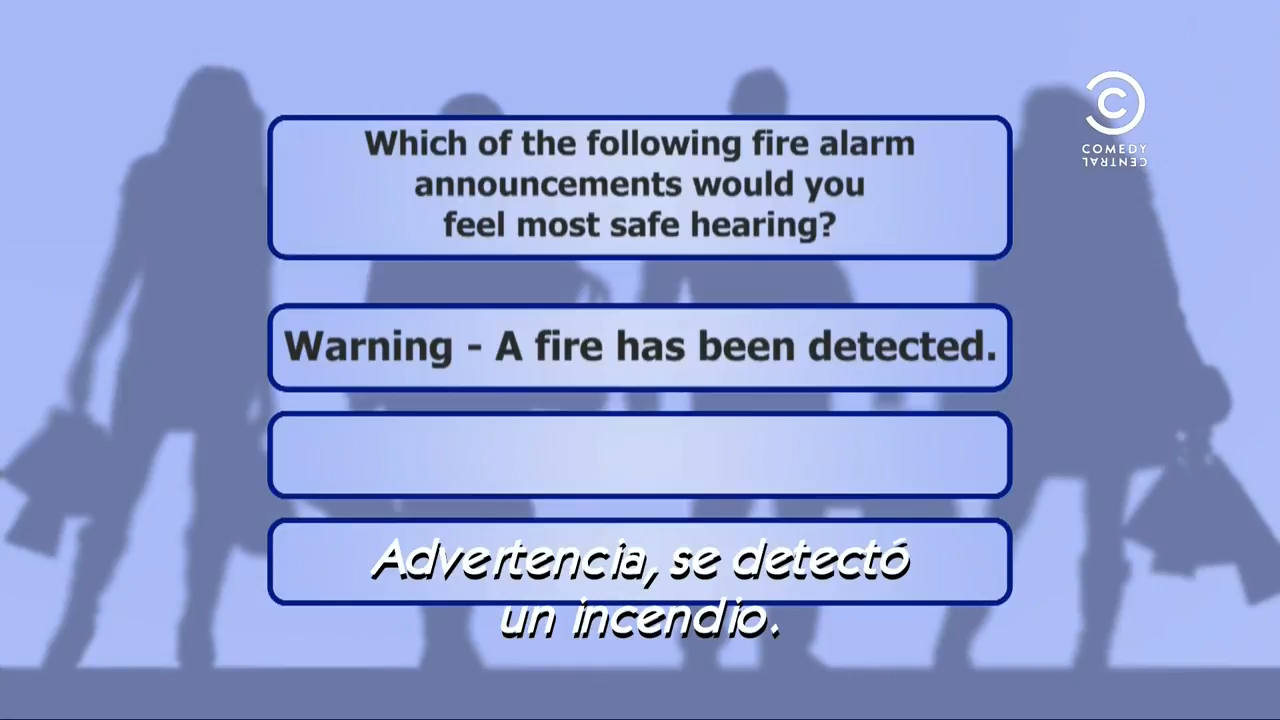 Which of the following fire alarm
announcements would you
feel most safe hearing?
COMEDY
CENTRAL
Warning - A fire has been detected.
Advertencia, se detectó
un incendio.